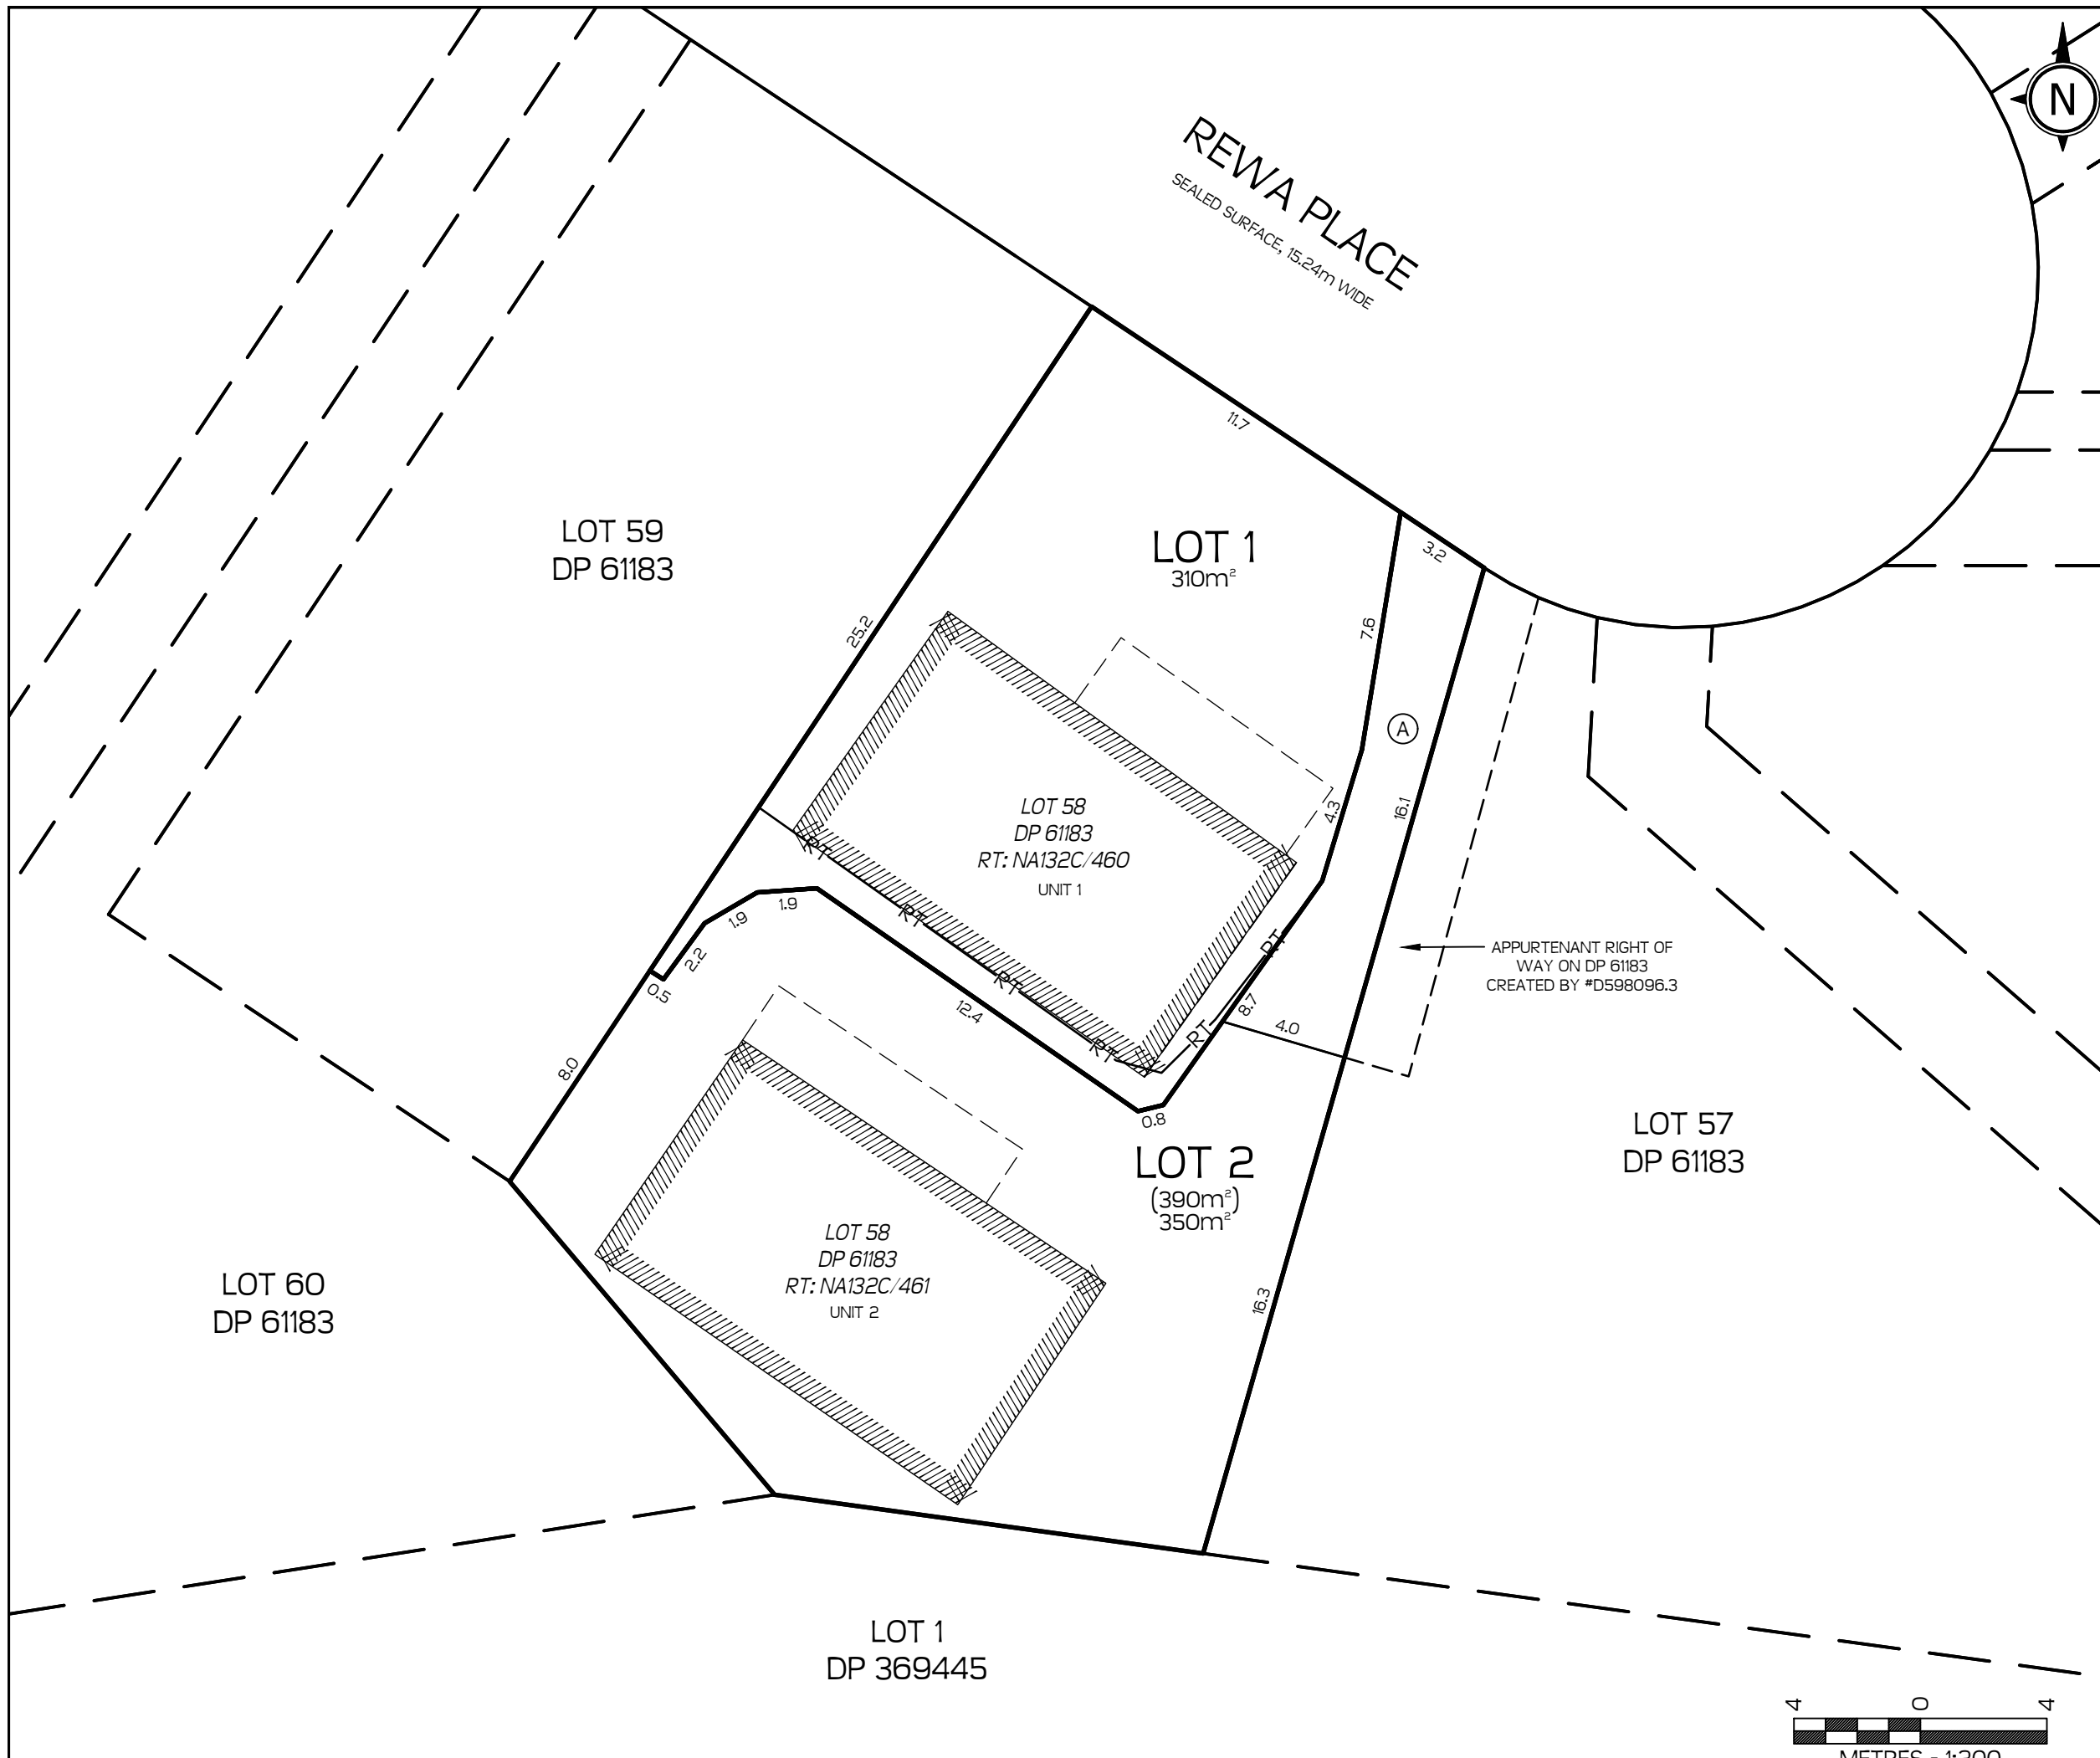 N
REWA PLACE
SEALED SURFACE, 15.24m WIDE
11.7
3.2
LOT 59
DP 61183
LOT 1
310m²
25.2
7.6
A
LOT 58
DP 61183
RT: NA132C/460
UNIT 1
4.3
16.1
RT
RT
RT
RT
RT
RT
1.9
1.9
2.2
0.5
12.4
8.7
4.0
APPURTENANT RIGHT OF
WAY ON DP 61183
CREATED BY #D598096.3
8.0
0.8
LOT 2
(390m²)
350m²
LOT 57
DP 61183
LOT 58
DP 61183
RT: NA132C/461
UNIT 2
16.3
LOT 60
DP 61183
LOT 1
DP 369445
4 0 4
METRES - 1:200